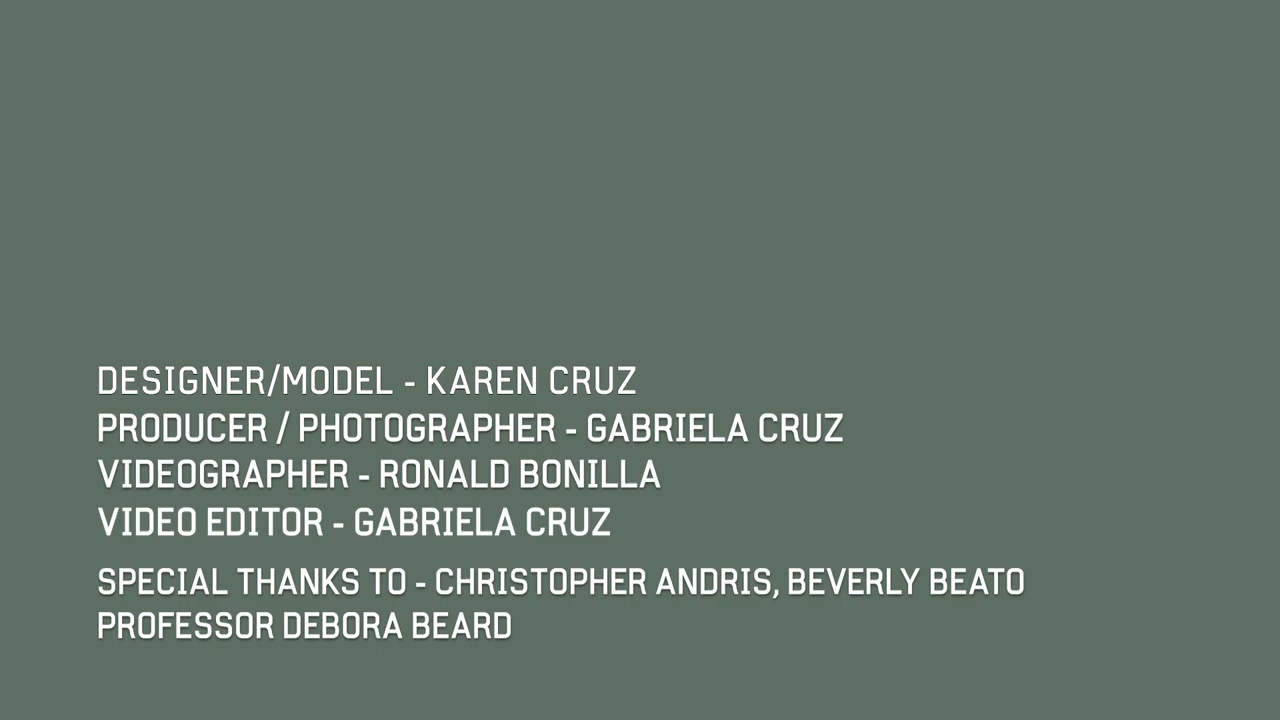 DESIGNER/MODEL - KAREN CRUZ
PRODUCER / PHOTOGRAPHER - GABRIELA CRUZ
VIDEOGRAPHER - RONALD BONILLA
VIDEO EDITOR - GABRIELA CRUZ
SPECIAL THANKS TO - CHRISTOPHER ANDRIS, BEVERLY BEATO
PROFESSOR DEBORA BEARD